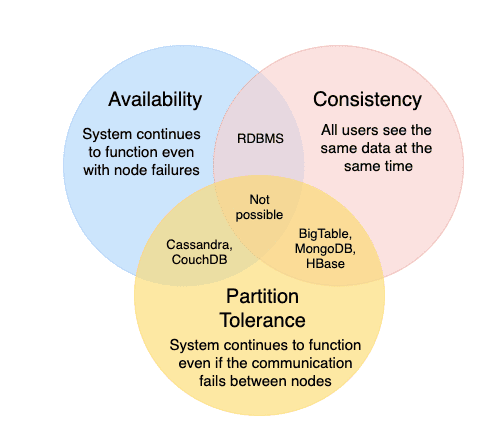 Availability
System continues
to function even
with node failures
RDBMS
Consistency
All users see the
same data at the
same time
Not
possible
Cassandra,
CouchDB
BigTable,
MongoDB,
HBase
Partition
Tolerance
System continues to function
even if the communication
fails between nodes